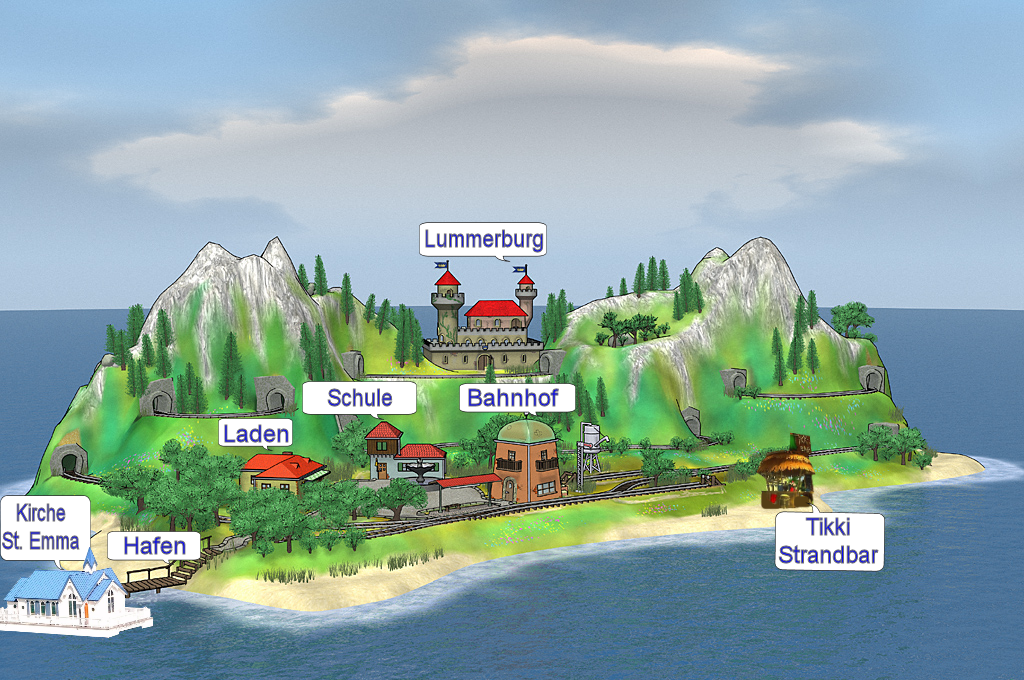 Lummerburg
Schule
Bahnhof
Laden
Kirche
St. Emma
Hafen
Tikki
Strandbar